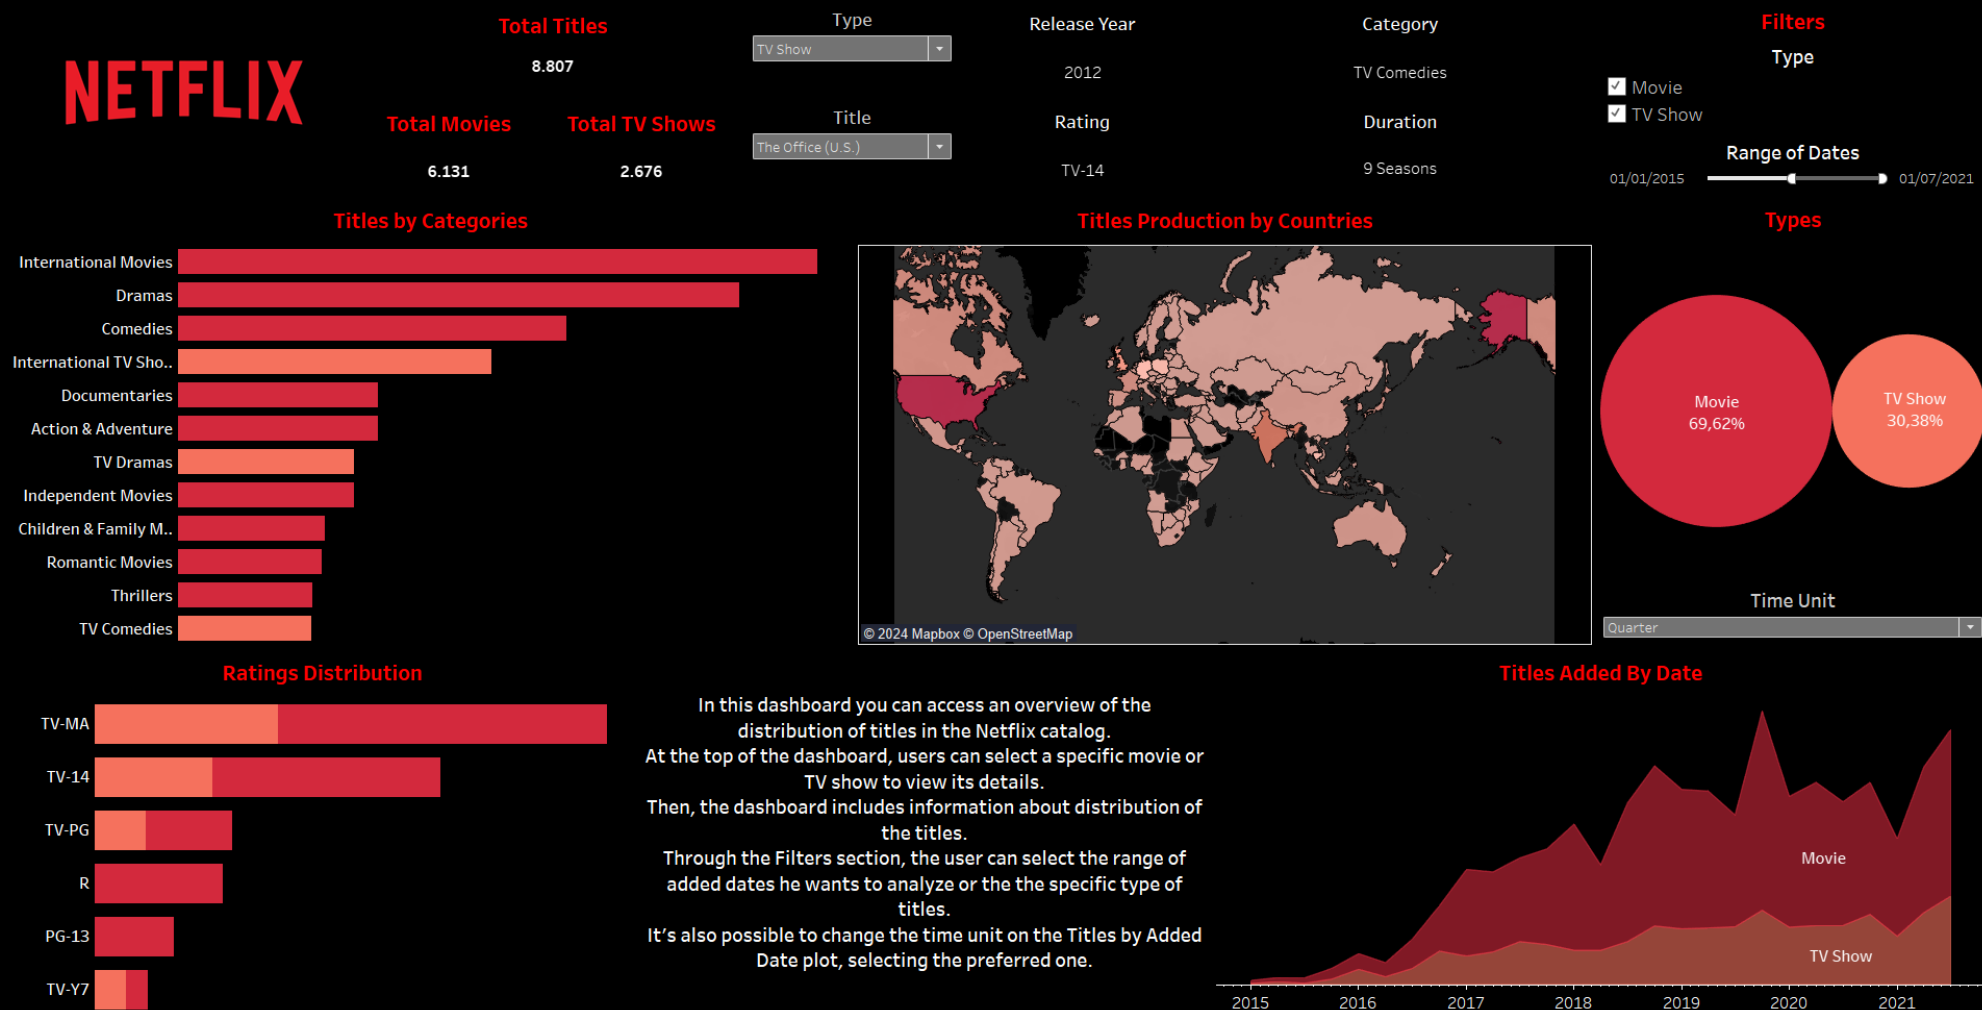 NETFLIX
Total Titles
8.807
Total Movies
6.131
Total TV Shows
2.676
Type
TV Show
Title
The Office (U.S.)
Release Year
2012
Category
TV Comedies
Rating
TV-14
Duration
9 Seasons
Filters
Type
Movie
TV Show
Range of Dates
01/01/2015
01/07/2021
Titles by Categories
International Movies
Dramas
Comedies
International TV Sho..
Documentaries
Action & Adventure
TV Dramas
Independent Movies
Children & Family M..
Romantic Movies
Thrillers
TV Comedies
Titles Production by Countries
© 2024 Mapbox © OpenStreetMap
Types
Movie
69,62%
TV Show
30,38%
Time Unit
Quarter
Ratings Distribution
TV-MA
TV-14
TV-PG
R
PG-13
TV-Y7
In this dashboard you can access an overview of the
distribution of titles in the Netflix catalog.
At the top of the dashboard, users can select a specific movie or
TV show to view its details.
Then, the dashboard includes information about distribution of
the titles.
Through the Filters section, the user can select the range of
added dates he wants to analyze or the the specific type of
titles.
It's also possible to change the time unit on the Titles by Added
Date plot, selecting the preferred one.
Titles Added By Date
Movie
TV Show
2015
2016
2017
2018
2019
2020
2021